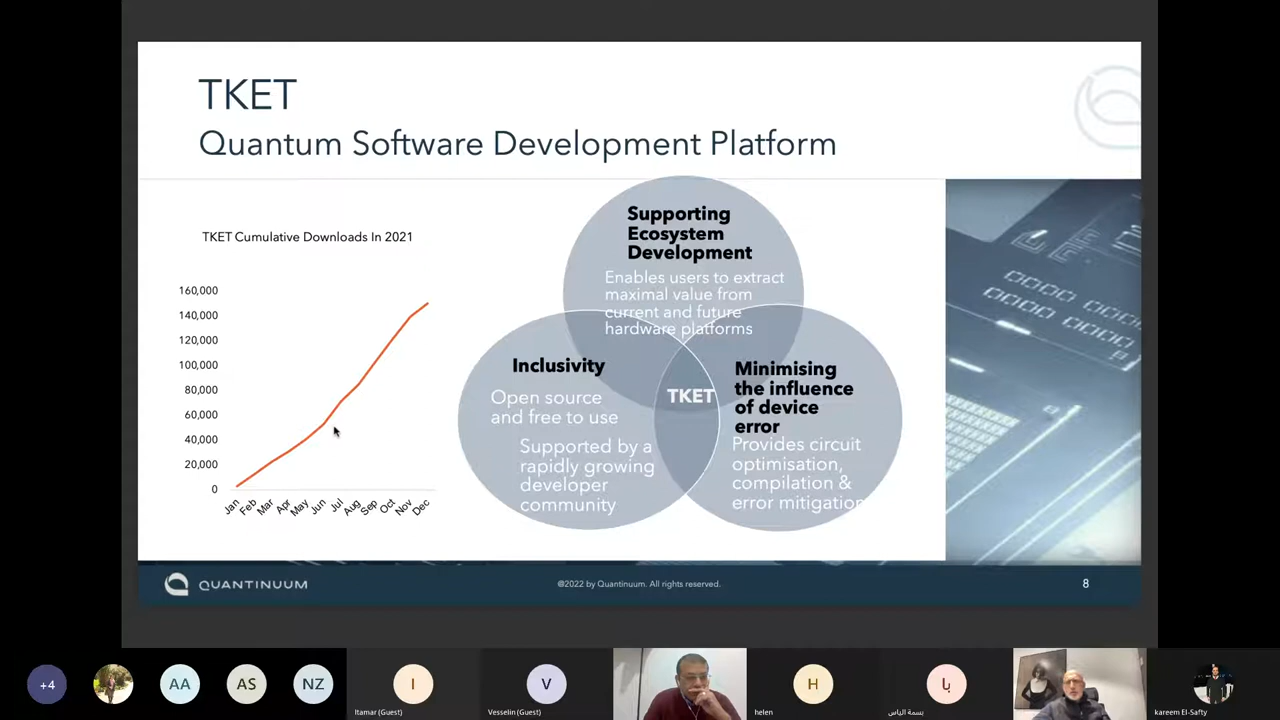 TKET
Quantum Software Development Platform
TKET Cumulative Downloads In 2021
160,000
140,000
120,000
100,000
80,000
60,000
40,000
20,000
0
Jan
Feb
Mar
Apr
May
Jun
Jul
Aug
Sep
Oct
Nov
Dec
Supporting
Ecosystem
Development
Enables users to extract
maximal value from
current and future
hardware platforms
Inclusivity
Open source
and free to use
Supported by a
rapidly growing
developer
community
TKET
Minimising
the influence
of device
error
Provides circuit
optimisation,
compilation &
error mitigation
QUANTINUUM
©2022 by Quantinuum. All rights reserved.
8
+4
AA
AS
NZ
I
Itamar (Guest)
V
Vesselin (Guest)
H
helen
بﺍ
بسمة الياس
kareem El-Safty